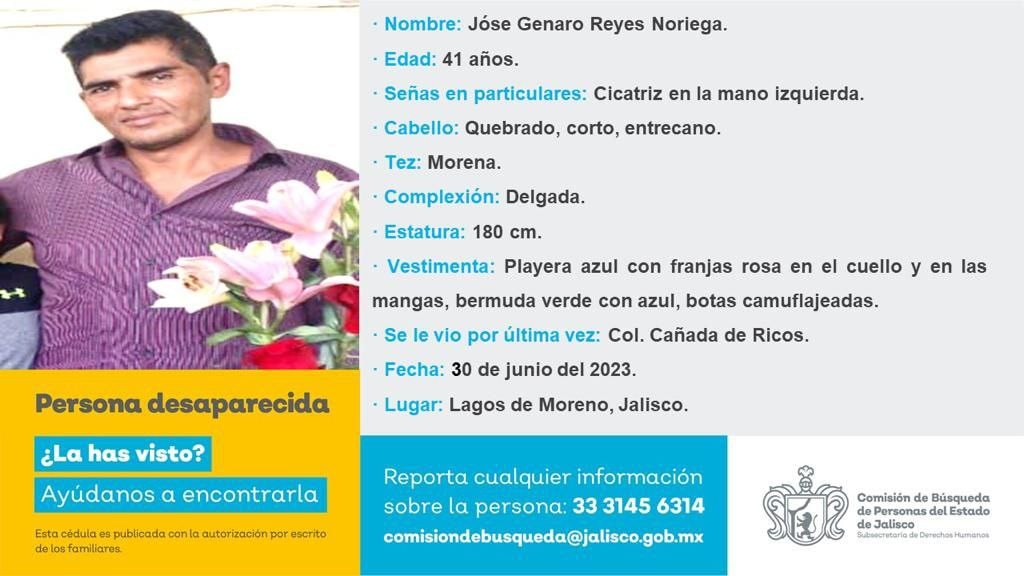 · Nombre: Jóse Genaro Reyes Noriega.
· Edad: 41 años.
· Señas en particulares: Cicatriz en la mano izquierda.
· Cabello: Quebrado, corto, entrecano.
· Tez: Morena.
· Complexión: Delgada.
· Estatura: 180 cm.
· Vestimenta: Playera azul con franjas rosa en el cuello y en las
mangas, bermuda verde con azul, botas camuflajeadas.
· Se le vio por última vez: Col. Cañada de Ricos.
· Fecha: 30 de junio del 2023.
· Lugar: Lagos de Moreno, Jalisco.
Persona desaparecida
¿La has visto?
Ayúdanos a encontrarla
Esta cédula es publicada con la autorización por escrito
de los familiares.
Reporta cualquier información
sobre la persona: 33 3145 6314
comisiondebusqueda@jalisco.gob.mx
Comisión de Búsqueda
de Personas del Estado
de Jalisco
Subsecretaría de Derechos Humanos